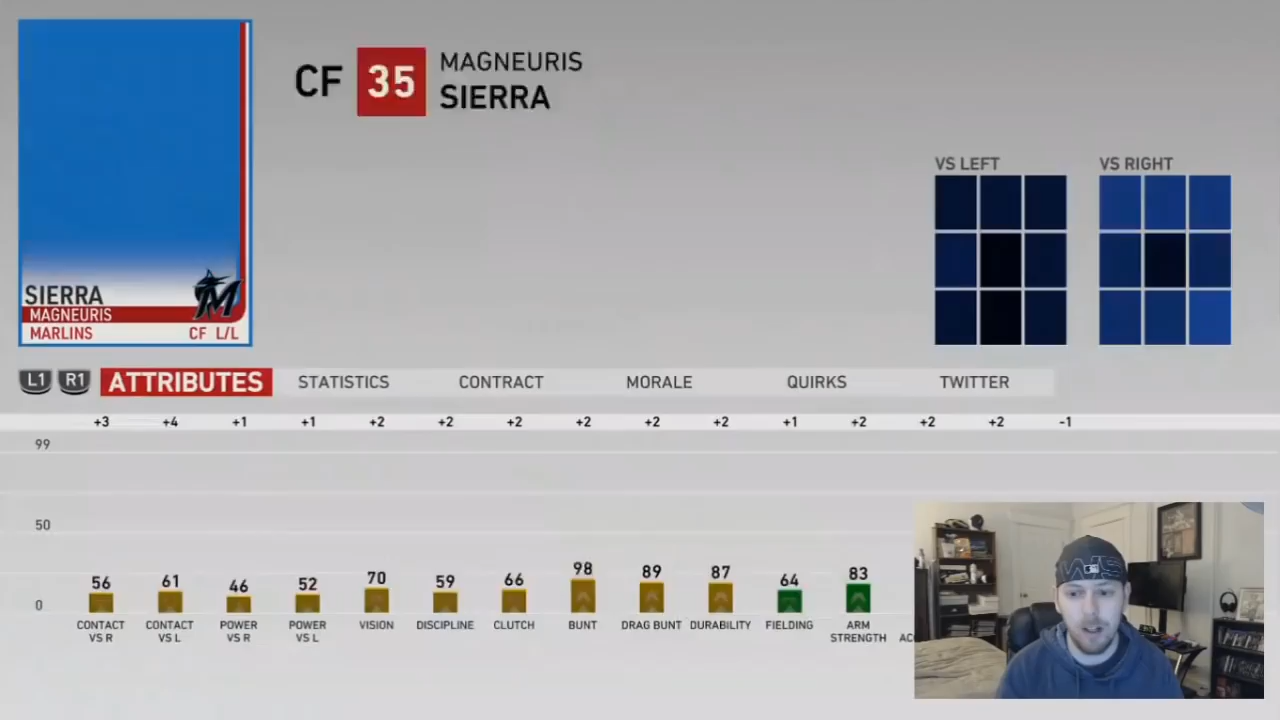 CF 35 MAGNEURIS
SIERRA
VS LEFT VS RIGHT
SIERRA
MAGNEURIS
MARLINS CF L/L
L1 R1 ATTRIBUTES STATISTICS CONTRACT MORALE QUIRKS TWITTER
+3 +4 +1 +1 +2 +2 +2 +2 +2 +2 +1 +2 +2 +2 -1
99
50
0
56 61 46 52 70 59 66 98 89 87 64 83
CONTACT VS R
CONTACT VS L
POWER VS R
POWER VS L
VISION
DISCIPLINE
CLUTCH
BUNT
DRAG BUNT
DURABILITY
FIELDING
ARM STRENGTH